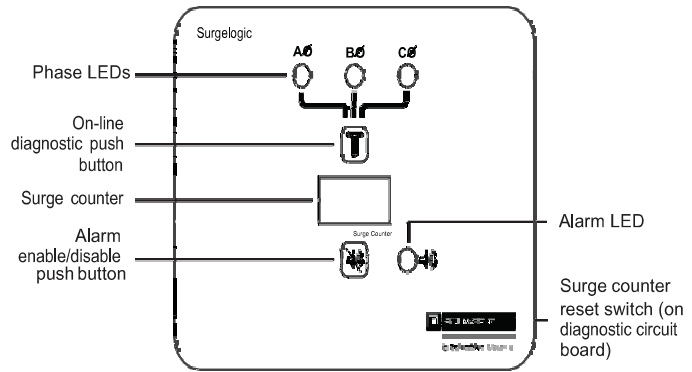 Surgelogic
AØ BØ CØ
Phase LEDs
On-line
diagnostic push
button
T
Surge counter
Surge Counter
Alarm
enable/disable
push button
Alarm LED
Surge counter
reset switch (on
diagnostic circuit
board)